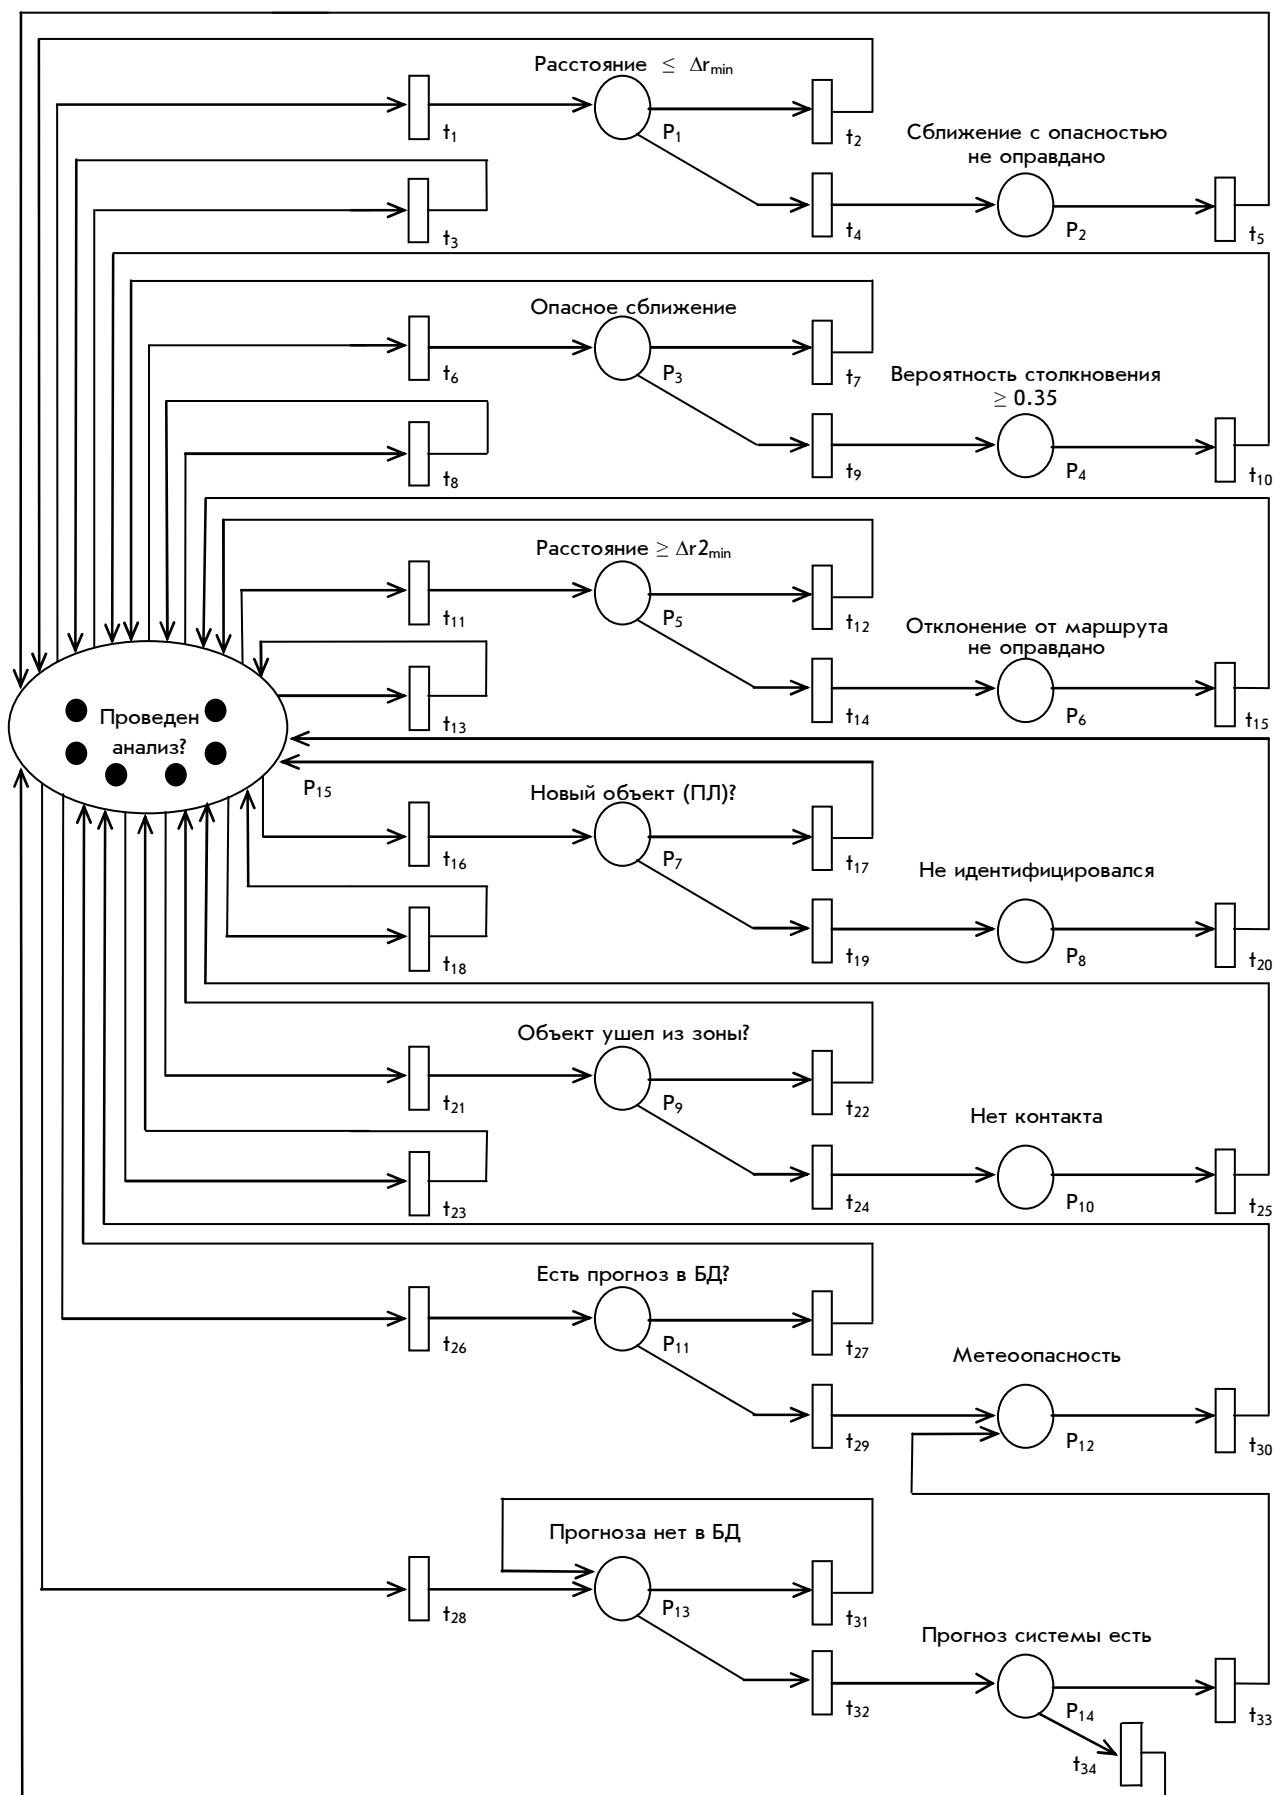 Расстояние ≤ Δr_min
t₁
P₁
t₂
Сближение с опасностью
не оправдано
t₃
t₄
P₂
t₅
Опасное сближение
t₆
P₃
t₇
Вероятность столкновения
≥ 0.35
t₈
t₉
P₄
t₁₀
Расстояние ≥ Δr2_min
t₁₁
P₅
t₁₂
Отклонение от маршрута
не оправдано
t₁₃
t₁₄
P₆
t₁₅
Проведен
анализ?
P₁₅
Новый объект (ПЛ)?
t₁₆
P₇
t₁₇
Не идентифицировался
t₁₈
t₁₉
P₈
t₂₀
Объект ушел из зоны?
t₂₁
P₉
t₂₂
Нет контакта
t₂₃
t₂₄
P₁₀
t₂₅
Есть прогноз в БД?
t₂₆
P₁₁
t₂₇
Метеоопасность
t₂₉
P₁₂
t₃₀
Прогноза нет в БД
t₂₈
P₁₃
t₃₁
Прогноз системы есть
t₃₂
P₁₄
t₃₃
t₃₄